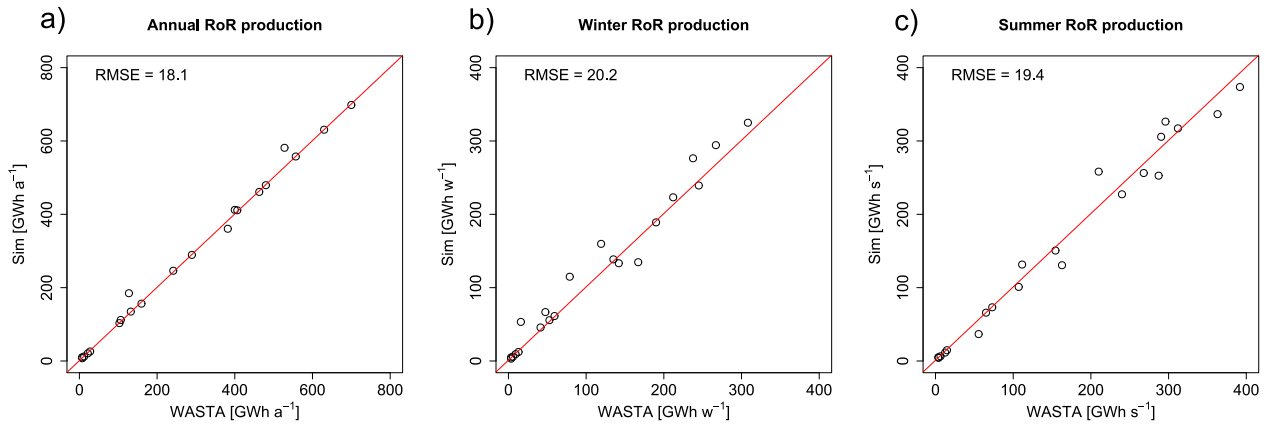 a)
Annual RoR production
RMSE = 18.1
Sim [GWh a⁻¹]
0
200
400
600
800
0
200
400
600
800
WASTA [GWh a⁻¹]
b)
Winter RoR production
RMSE = 20.2
Sim [GWh w⁻¹]
0
100
200
300
400
0
100
200
300
400
WASTA [GWh w⁻¹]
c)
Summer RoR production
RMSE = 19.4
Sim [GWh s⁻¹]
0
100
200
300
400
0
100
200
300
400
WASTA [GWh s⁻¹]